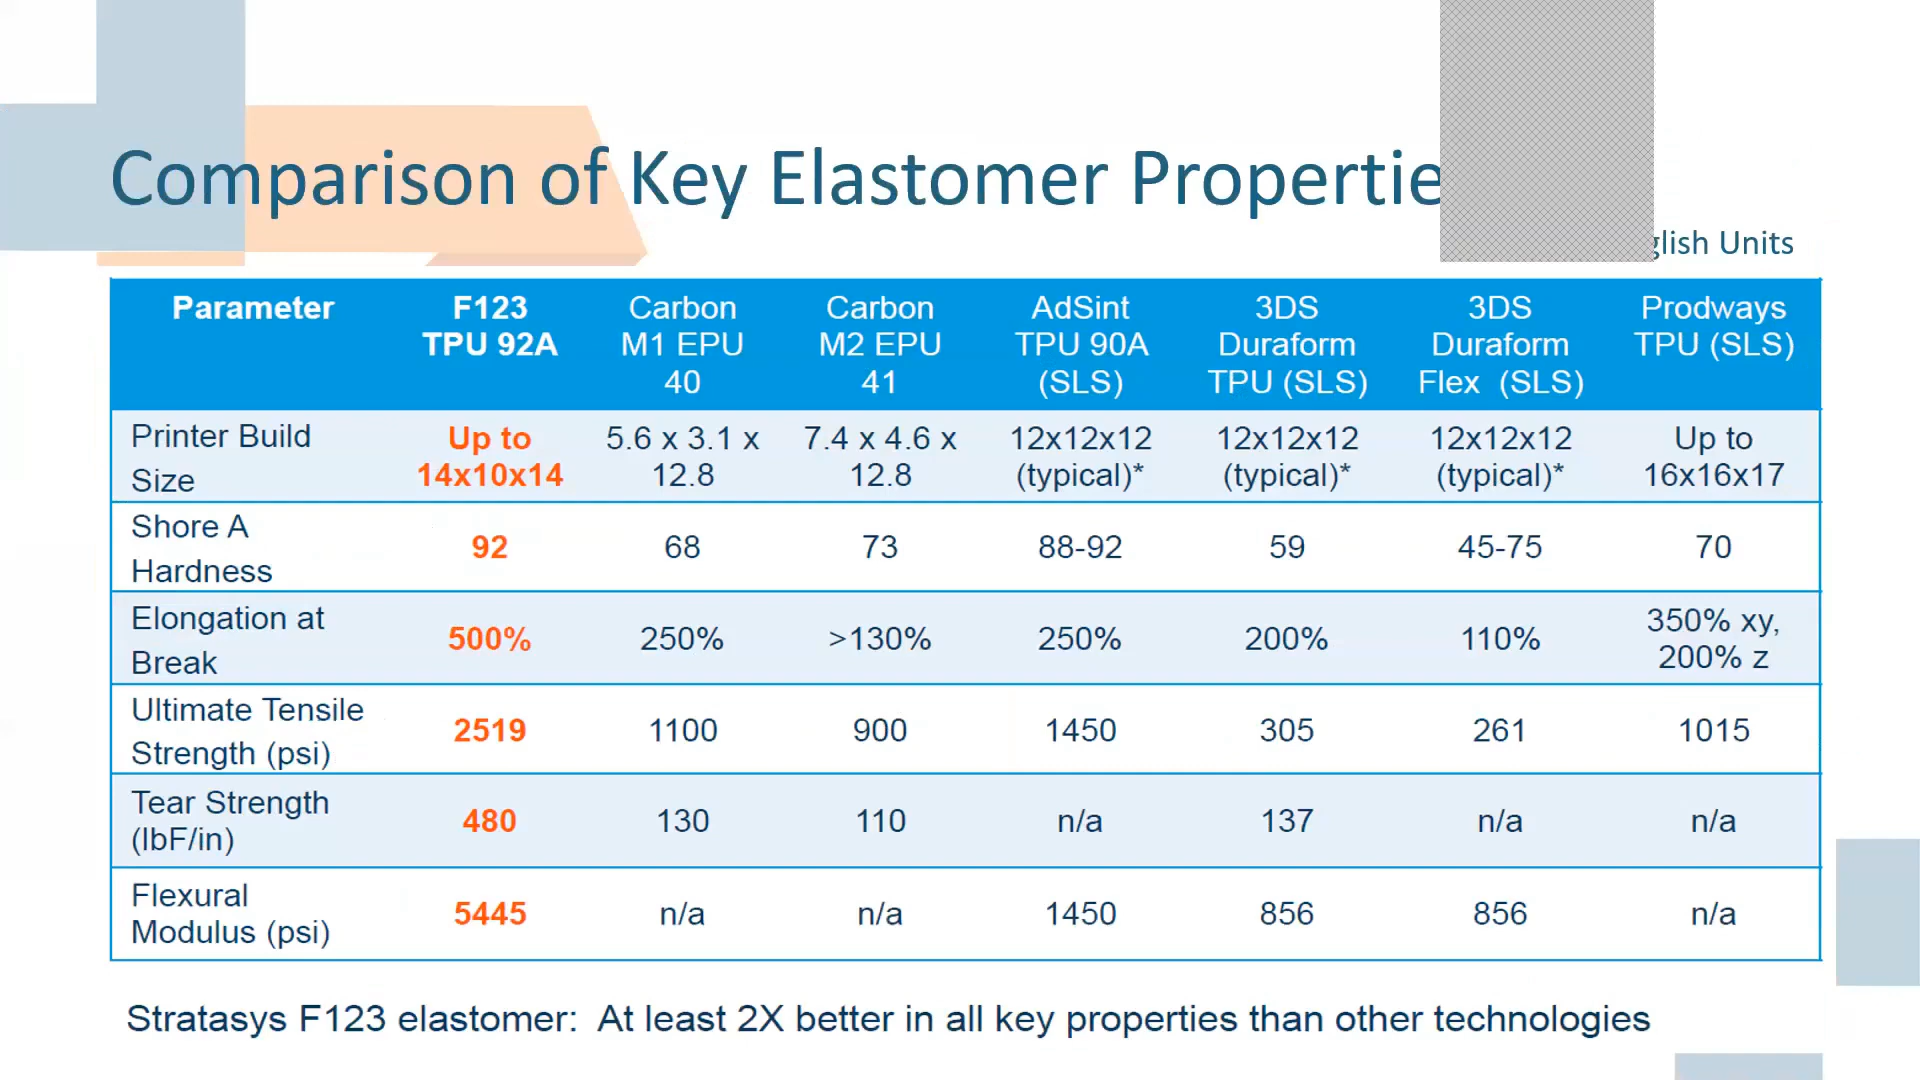 Comparison of Key Elastomer
Units
Parameter
F123
TPU 92A
Carbon
M1 EPU
40
Carbon
M2 EPU
41
AdSint
TPU 90A
(SLS)
3DS
Duraform
TPU (SLS)
3DS
Duraform
Flex (SLS)
Prodways
TPU (SLS)
Printer Build
Size
Up to
14x10x14
5.6 x 3.1 x
12.8
7.4 x 4.6 x
12.8
12x12x12
(typical)*
12x12x12
(typical)*
12x12x12
(typical)*
Up to
16x16x17
Shore A
Hardness
92
68
73
88-92
59
45-75
70
Elongation at
Break
500%
250%
>130%
250%
200%
110%
350% xy,
200% z
Ultimate Tensile
Strength (psi)
2519
1100
900
1450
305
261
1015
Tear Strength
(lbF/in)
480
130
110
n/a
137
n/a
n/a
Flexural
Modulus (psi)
5445
n/a
n/a
1450
856
856
n/a
Stratasys F123 elastomer: At least 2X better in all key properties than other technologies